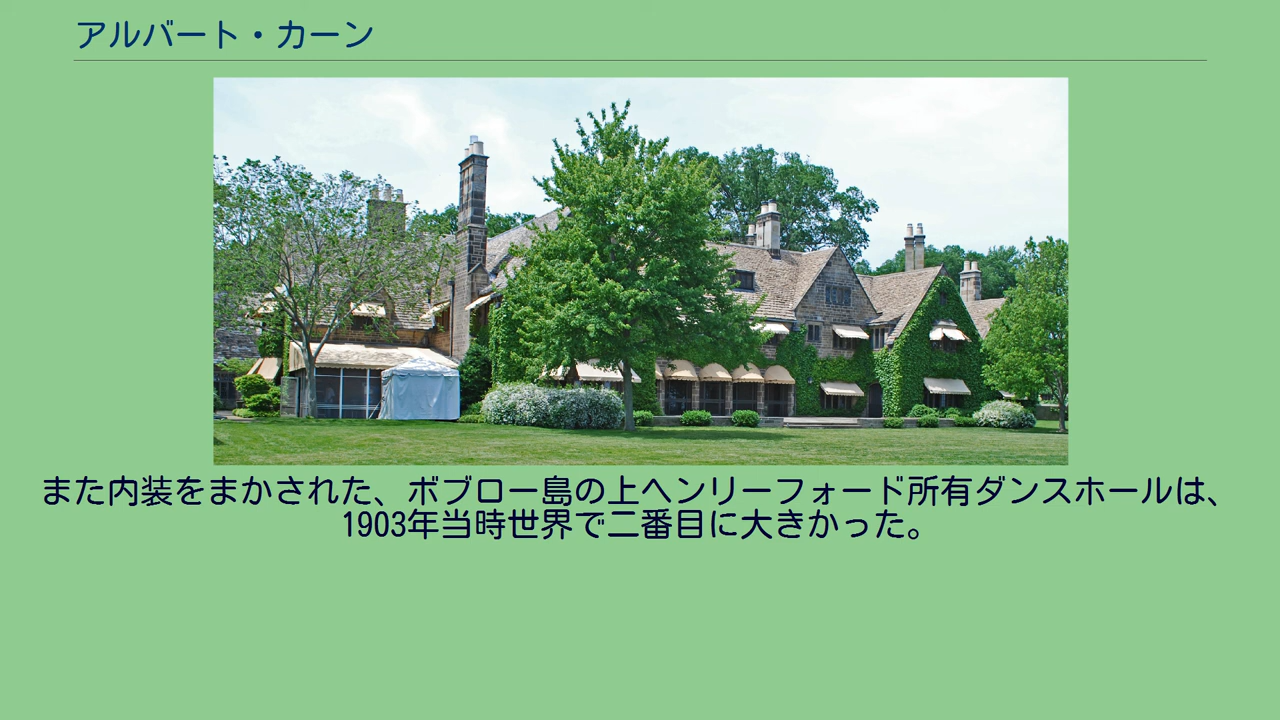 アルバート・カーン
また内装をまかされた、ボブロー島の上ヘンリーフォード所有ダンスホールは、
1903年当時世界で二番目に大きかった。